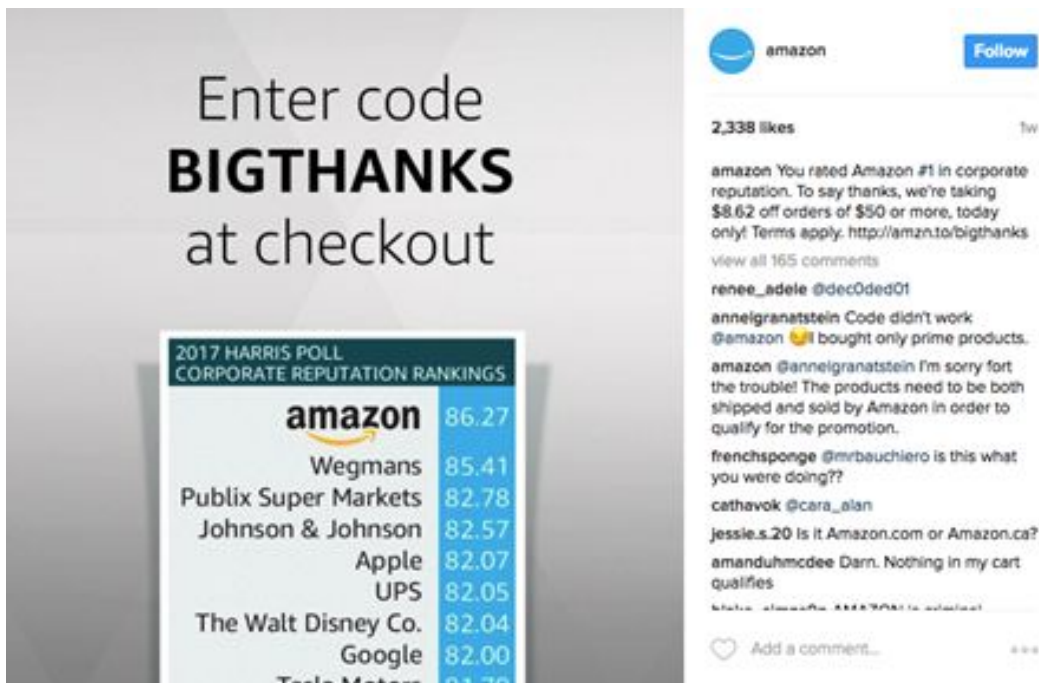 Enter code
BIGTHANKS
at checkout
2017 HARRIS POLL
CORPORATE REPUTATION RANKINGS
amazon 86.27
Wegmans 85.41
Publix Super Markets 82.78
Johnson & Johnson 82.57
Apple 82.07
UPS 82.05
The Walt Disney Co. 82.04
Google 82.00
Tesla Motors
amazon
Follow
2,338 likes 1w
amazon You rated Amazon #1 in corporate
reputation. To say thanks, we're taking
$8.62 off orders of $50 or more, today
only! Terms apply. http://amzn.to/bigthanks
view all 165 comments
renee_adele @dec0ded01
annelgranatstein Code didn't work
@amazon 😏I bought only prime products.
amazon @annelgranatstein I'm sorry fort
the trouble! The products need to be both
shipped and sold by Amazon in order to
qualify for the promotion.
frenchsponge @mrbauchiero is this what
you were doing??
cathavok @cara_alan
jessie.s.20 Is it Amazon.com or Amazon.ca?
amanduhmcdee Darn. Nothing in my cart
qualifies
Add a comment...